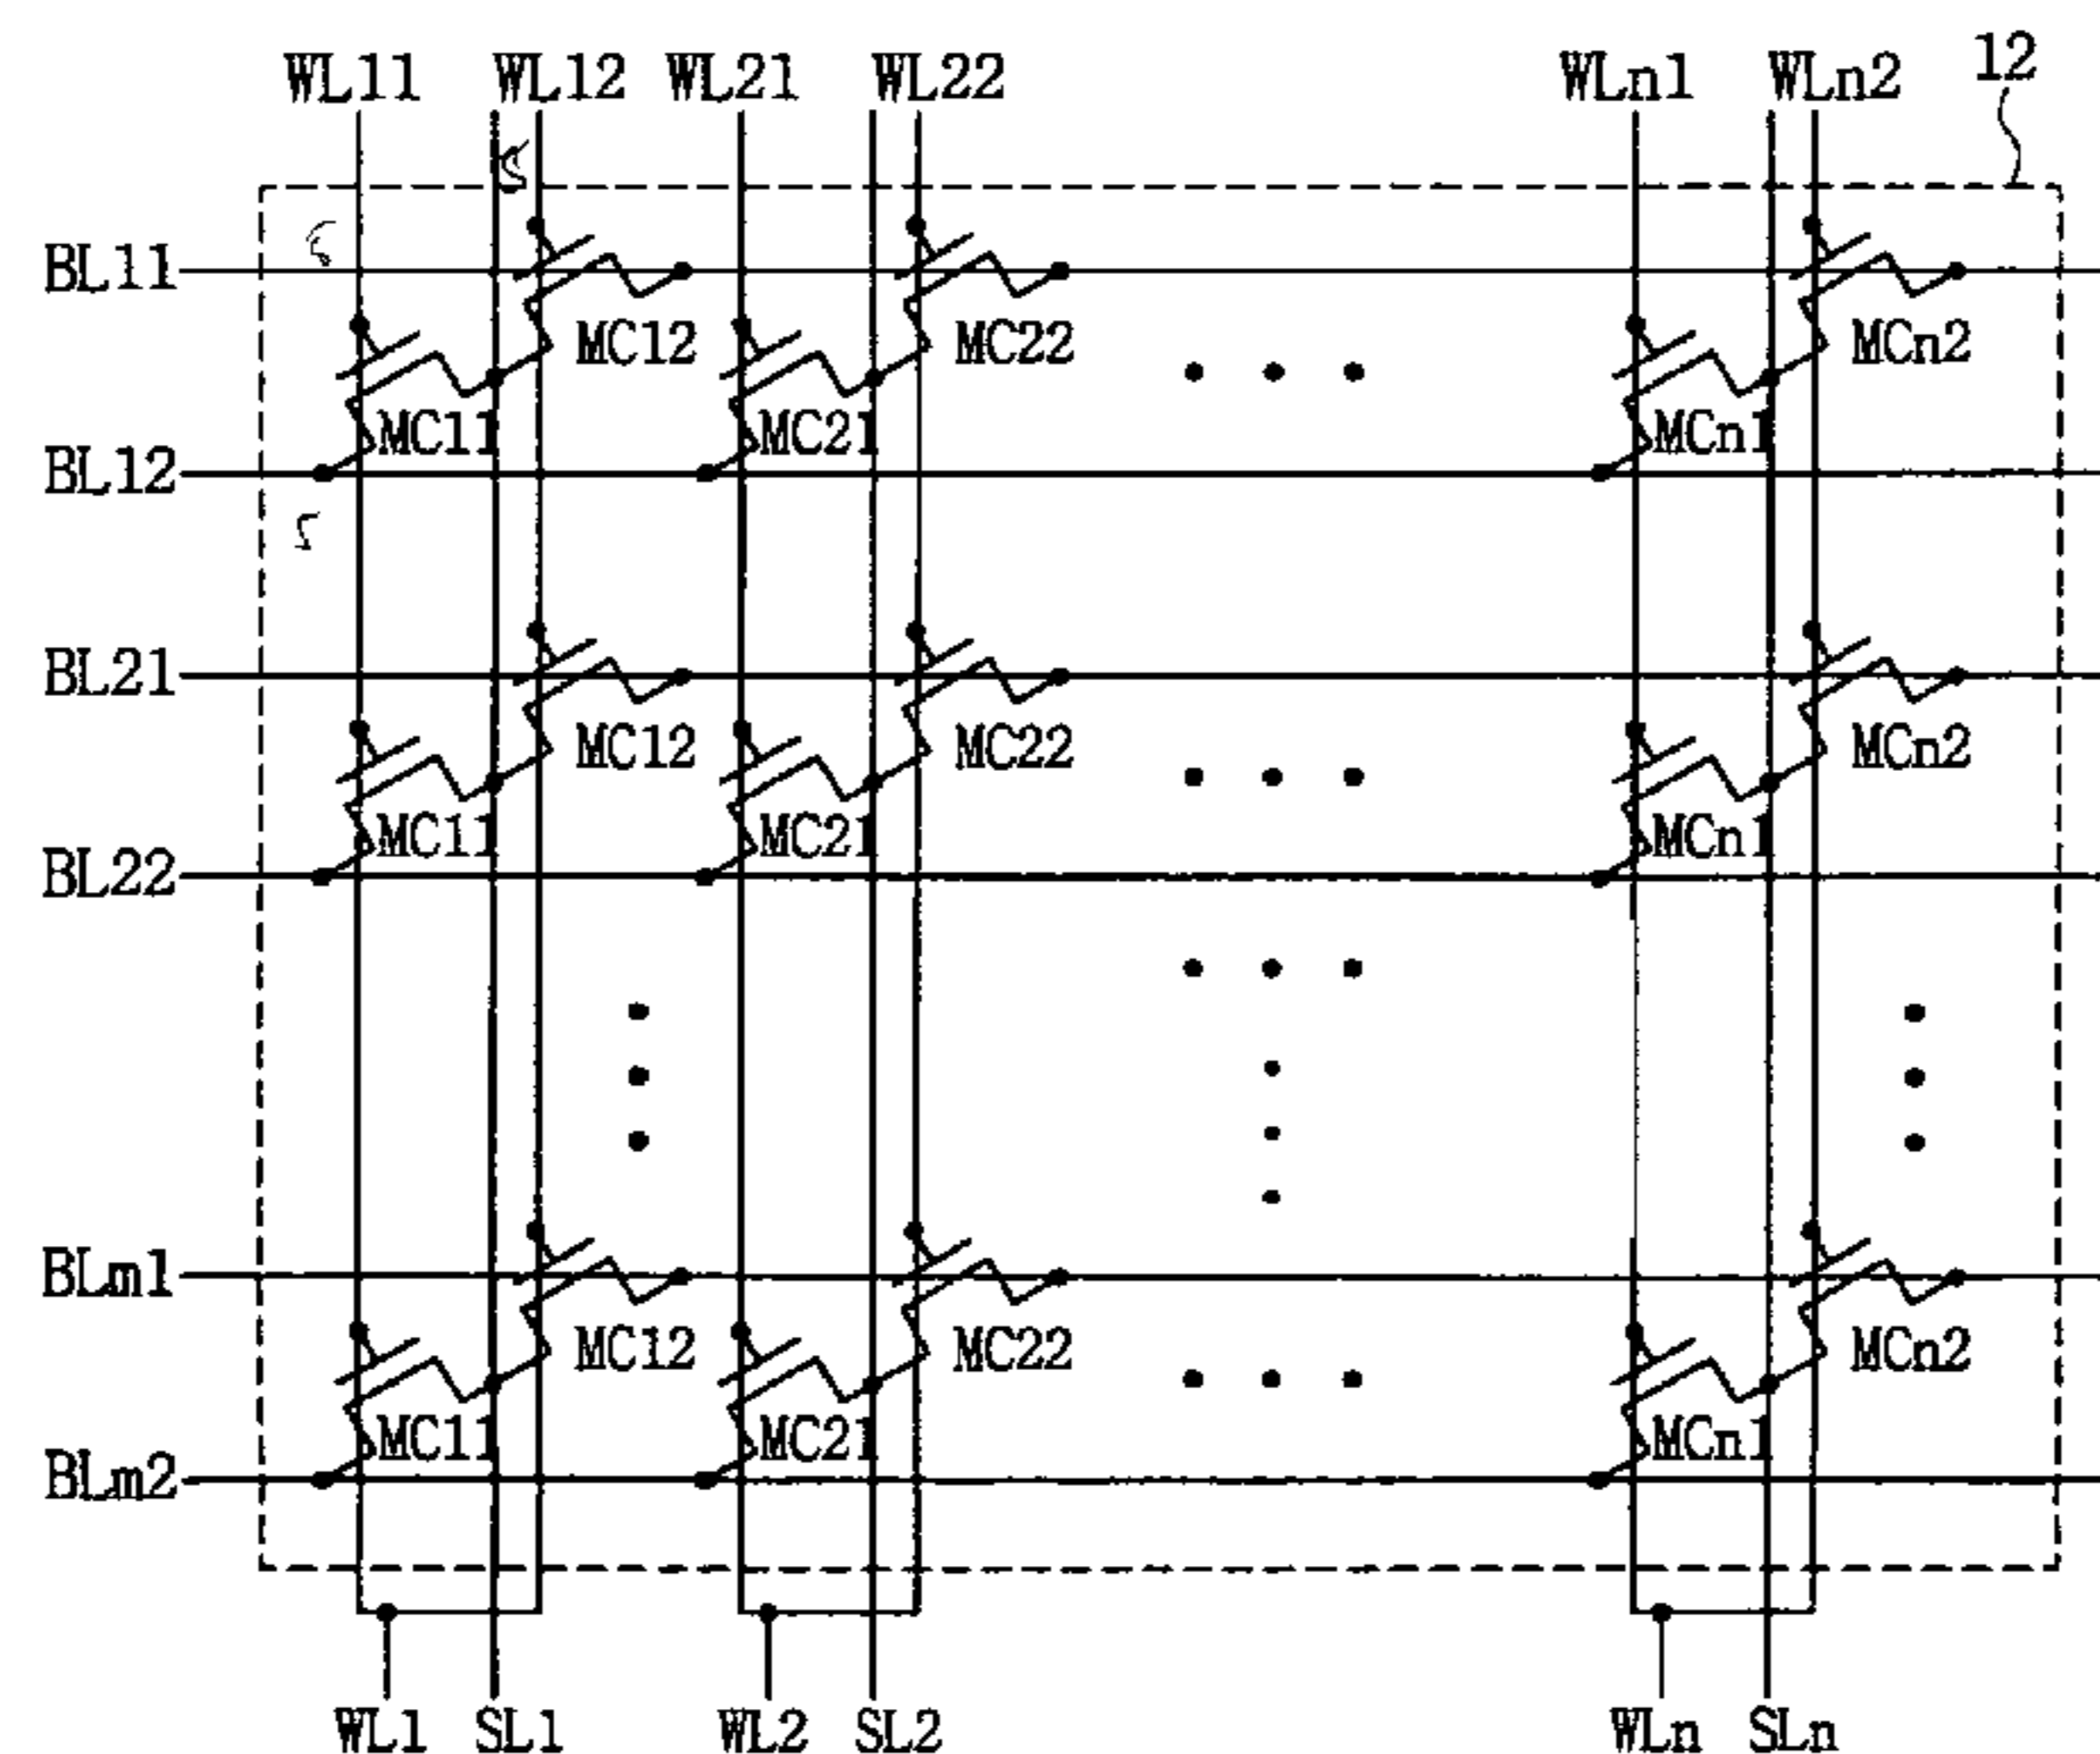 WL11 WL12 WL21 WL22 WLn1 WLn2 12
BL11
MC12 MC22 MCn2
MC11 MC21 MCn1
BL12
BL21
MC12 MC22 MCn2
MC11 MC21 MCn1
BL22
BLm1
MC12 MC22 MCn2
MC11 MC21 MCn1
BLm2
WL1 SL1 WL2 SL2 WLn SLn